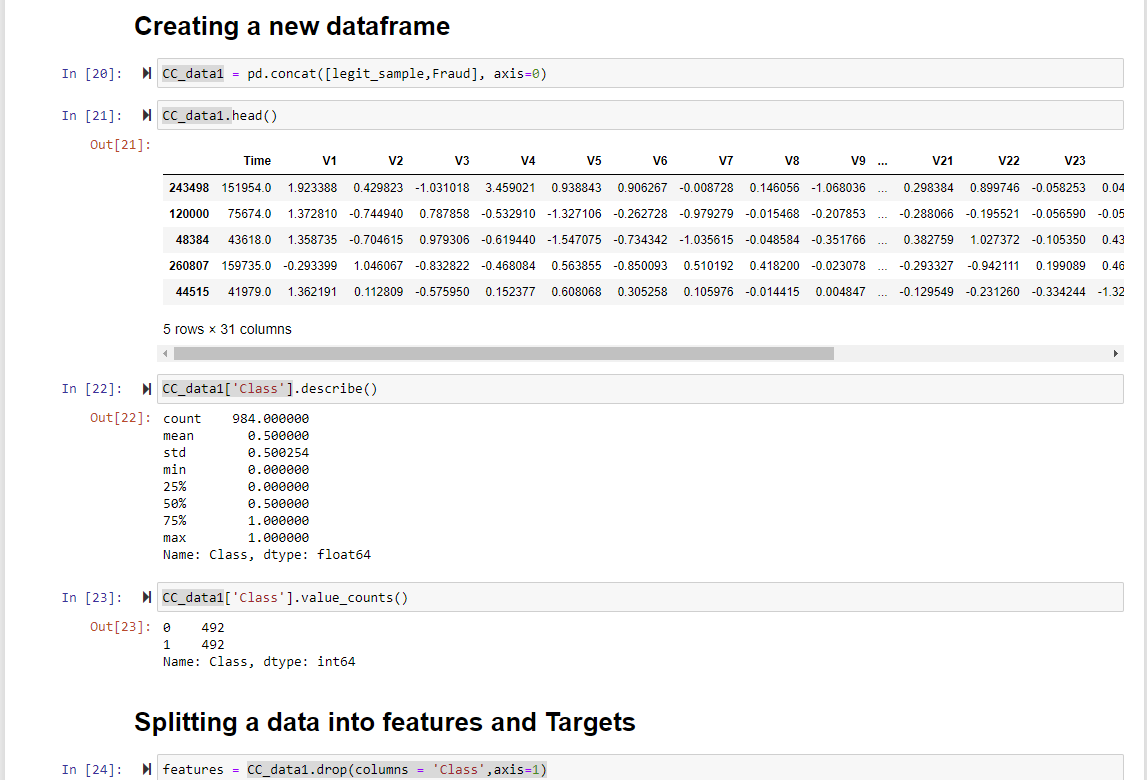 Creating a new dataframe
In [20]: CC_data1 = pd.concat([legit_sample,Fraud], axis=0)
In [21]: CC_data1.head()
Out[21]:
Time V1 V2 V3 V4 V5 V6 V7 V8 V9 ... V21 V22 V23
243498 151954.0 1.923388 0.429823 -1.031018 3.459021 0.938843 0.906267 -0.008728 0.146056 -1.068036 ... 0.298384 0.899746 -0.058253 0.04
120000 75674.0 1.372810 -0.744940 0.787858 -0.532910 -1.327106 -0.262728 -0.979279 -0.015468 -0.207853 ... -0.288066 -0.195521 -0.056590 -0.05
48384 43618.0 1.358735 -0.704615 0.979306 -0.619440 -1.547075 -0.734342 -1.035615 -0.048584 -0.351766 ... 0.382759 1.027372 -0.105350 0.43
260807 159735.0 -0.293399 1.046067 -0.832822 -0.468084 0.563855 -0.850093 0.510192 0.418200 -0.023078 ... -0.293327 -0.942111 0.199089 0.46
44515 41979.0 1.362191 0.112809 -0.575950 0.152377 0.608068 0.305258 0.105976 -0.014415 0.004847 ... -0.129549 -0.231260 -0.334244 -1.32
5 rows × 31 columns
In [22]: CC_data1['Class'].describe()
Out[22]: count 984.000000
mean 0.500000
std 0.500254
min 0.000000
25% 0.000000
50% 0.500000
75% 1.000000
max 1.000000
Name: Class, dtype: float64
In [23]: CC_data1['Class'].value_counts()
Out[23]: 0 492
1 492
Name: Class, dtype: int64
Splitting a data into features and Targets
In [24]: features = CC_data1.drop(columns = 'Class',axis=1)